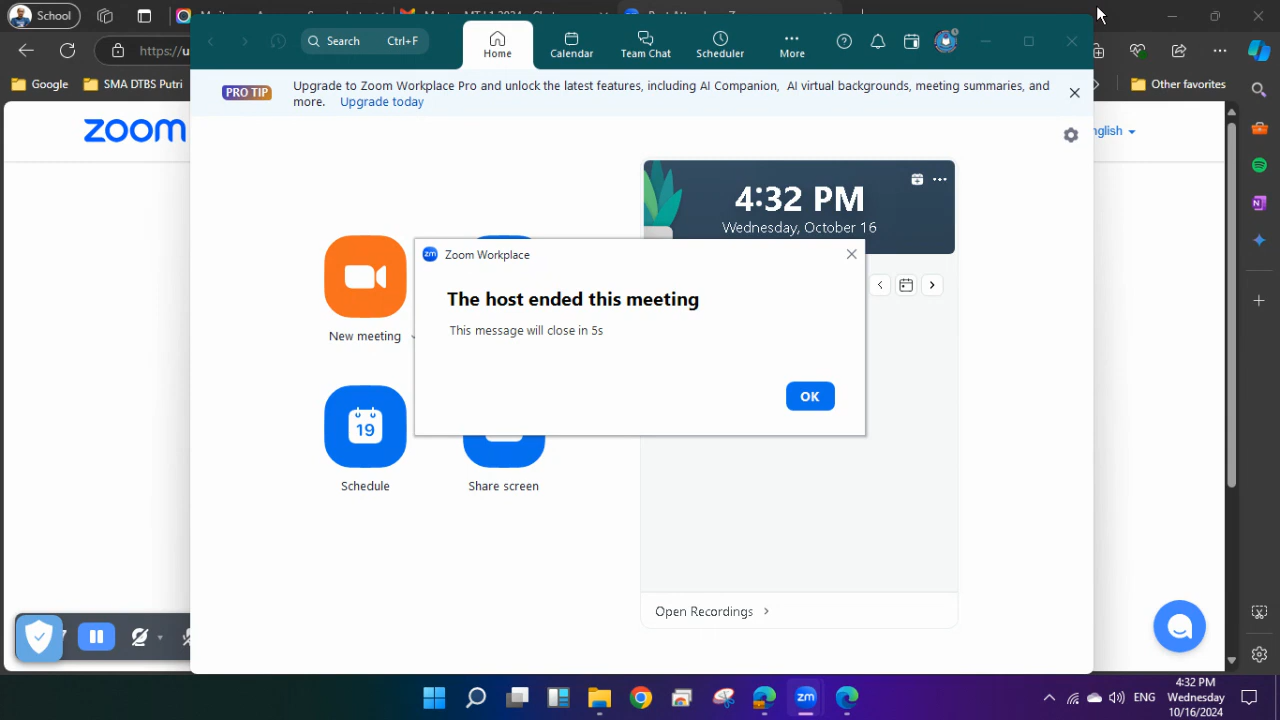 School
https://u
Google
SMA DTBS Putri
Other favorites
zoom
nglish
Search Ctrl+F
Home
Calendar
Team Chat
Scheduler
More
PRO TIP
Upgrade to Zoom Workplace Pro and unlock the latest features, including AI Companion, AI virtual backgrounds, meeting summaries, and
more. Upgrade today
4:32 PM
Wednesday, October 16
zm Zoom Workplace
The host ended this meeting
This message will close in 5s
OK
New meeting
19
Schedule
Share screen
Open Recordings
zm
ENG
4:32 PM
Wednesday
10/16/2024